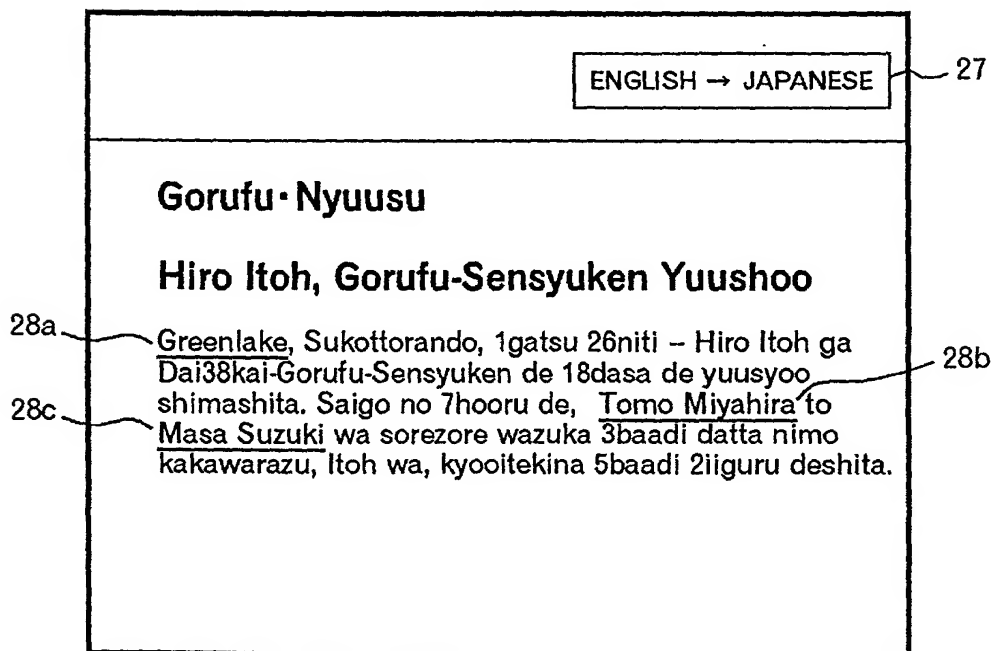 ENGLISH → JAPANESE
27
Gorufu・Nyuusu
Hiro Itoh, Gorufu-Sensyuken Yuushoo
28a
Greenlake, Sukottorando, 1gatsu 26niti – Hiro Itoh ga
Dai38kai-Gorufu-Sensyuken de 18dasa de yuusyoo
28b
shimashita. Saigo no 7hooru de, Tomo Miyahira to
28c
Masa Suzuki wa sorezore wazuka 3baadi datta nimo
kakawarazu, Itoh wa, kyooitekina 5baadi 2iiguru deshita.